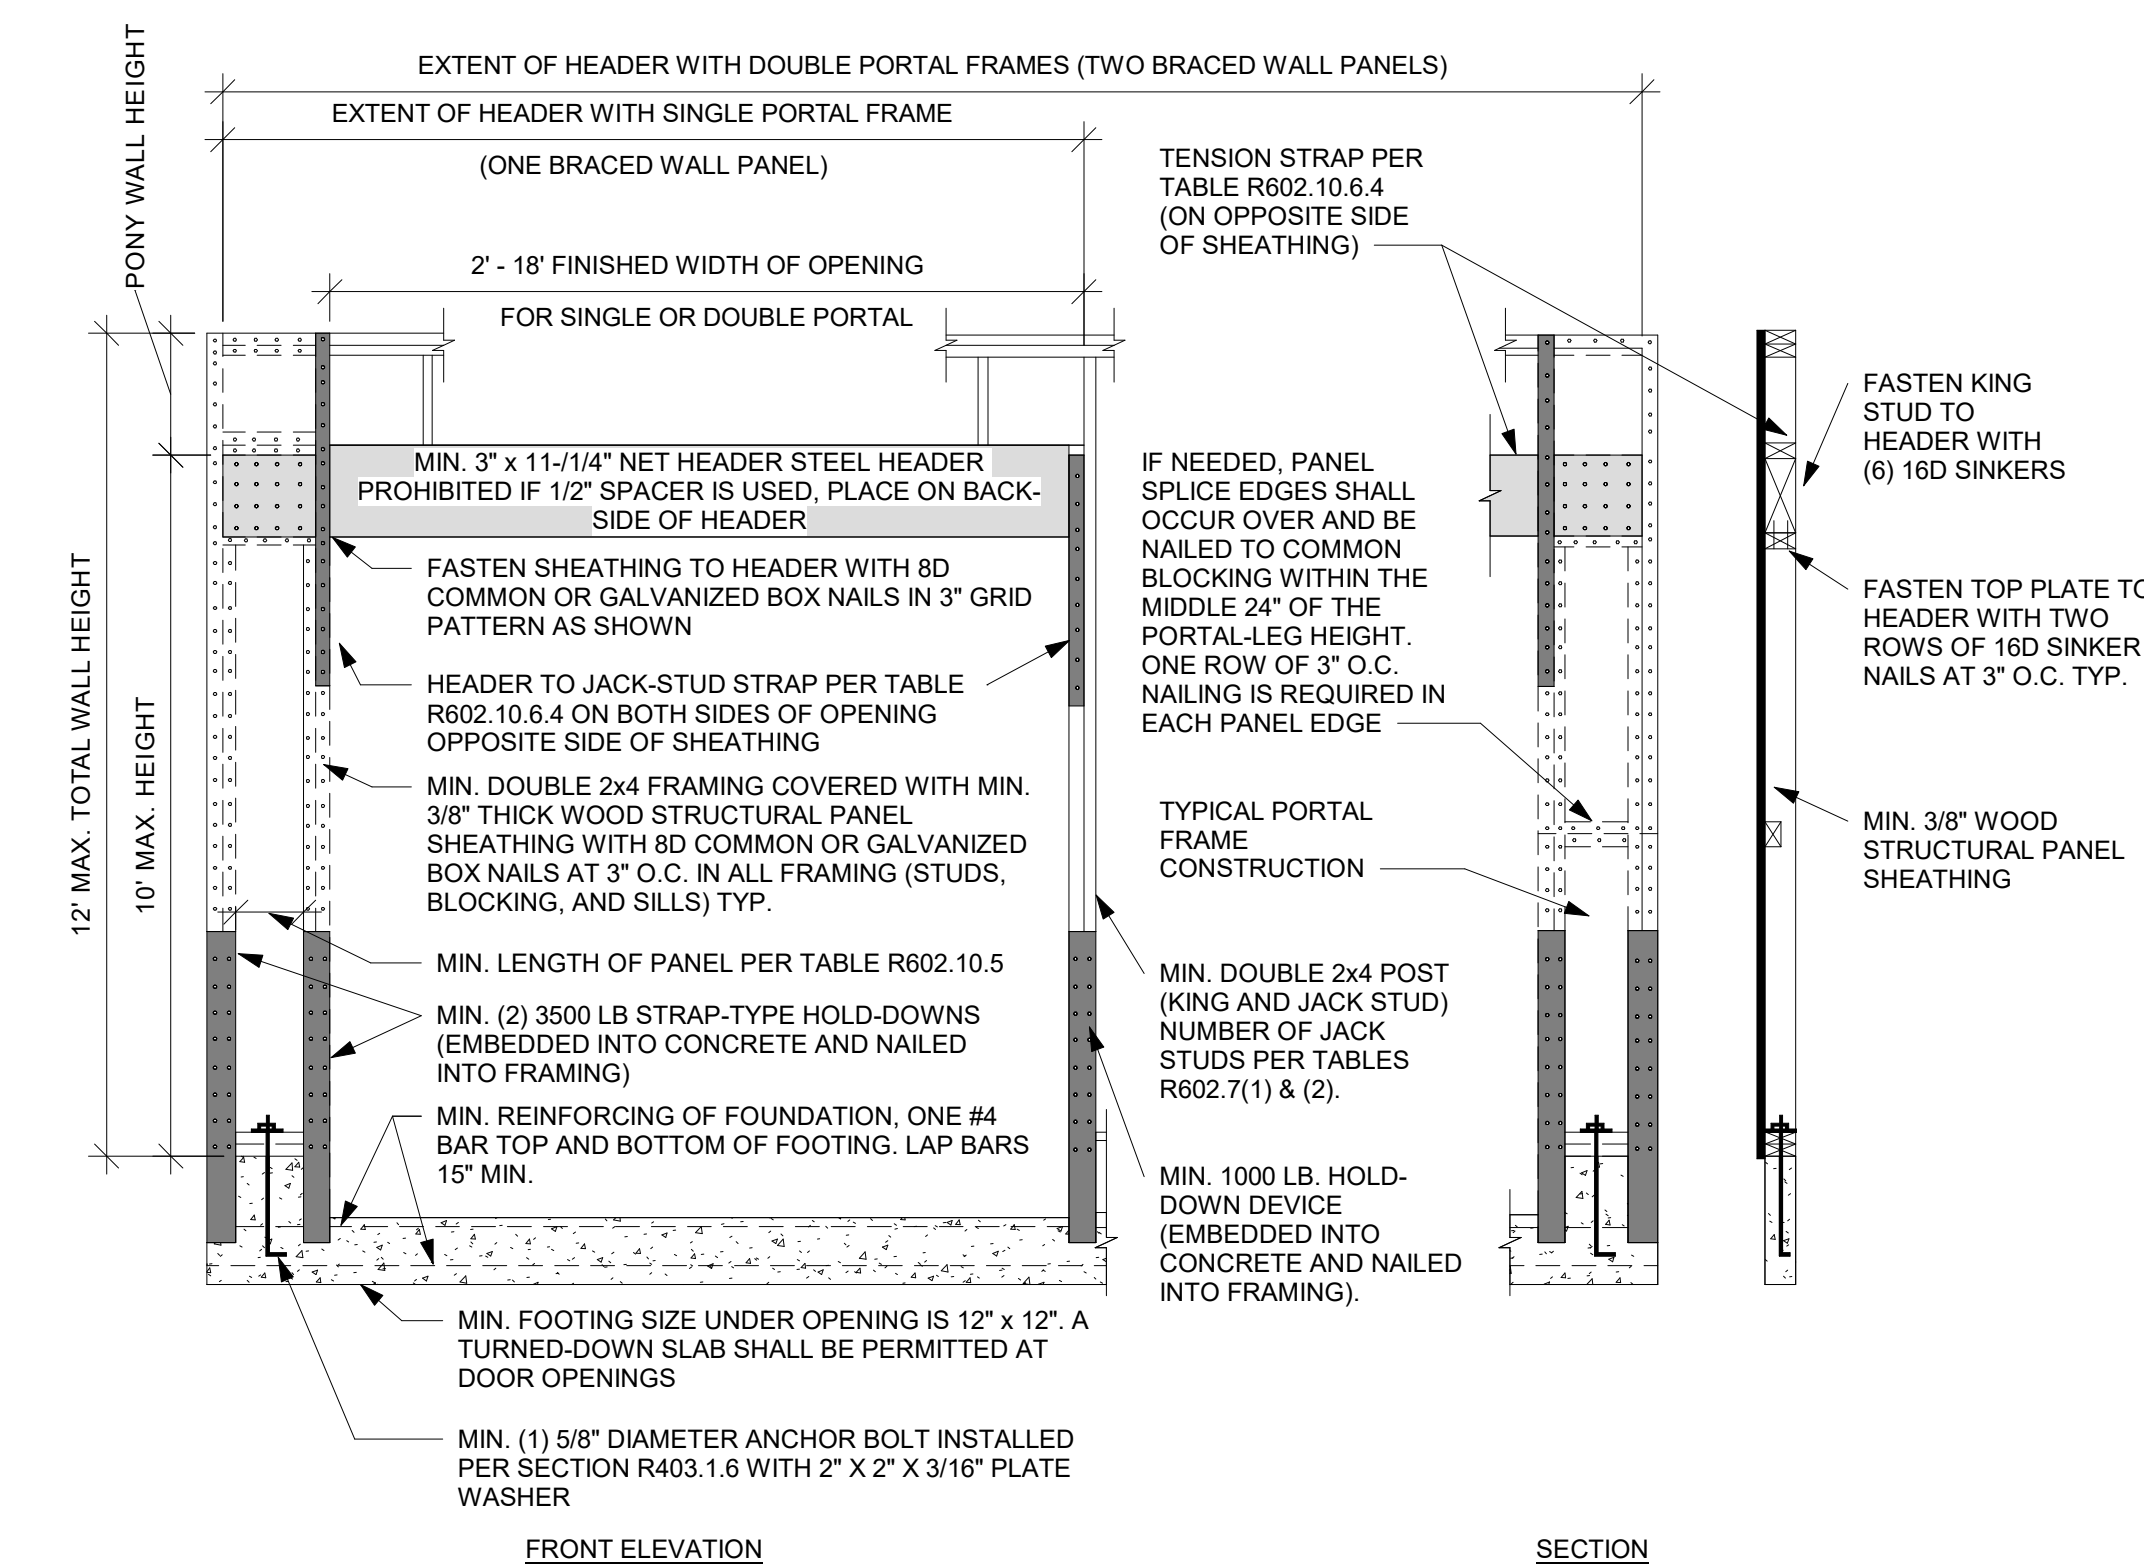 PONY WALL HEIGHT
EXTENT OF HEADER WITH DOUBLE PORTAL FRAMES (TWO BRACED WALL PANELS)
EXTENT OF HEADER WITH SINGLE PORTAL FRAME
(ONE BRACED WALL PANEL)
2' - 18' FINISHED WIDTH OF OPENING
FOR SINGLE OR DOUBLE PORTAL
12' MAX. TOTAL WALL HEIGHT
10' MAX. HEIGHT
MIN. 3" x 11-/1/4" NET HEADER STEEL HEADER
PROHIBITED IF 1/2" SPACER IS USED, PLACE ON BACK-
SIDE OF HEADER
FASTEN SHEATHING TO HEADER WITH 8D
COMMON OR GALVANIZED BOX NAILS IN 3" GRID
PATTERN AS SHOWN
HEADER TO JACK-STUD STRAP PER TABLE
R602.10.6.4 ON BOTH SIDES OF OPENING
OPPOSITE SIDE OF SHEATHING
MIN. DOUBLE 2x4 FRAMING COVERED WITH MIN.
3/8" THICK WOOD STRUCTURAL PANEL
SHEATHING WITH 8D COMMON OR GALVANIZED
BOX NAILS AT 3" O.C. IN ALL FRAMING (STUDS,
BLOCKING, AND SILLS) TYP.
MIN. LENGTH OF PANEL PER TABLE R602.10.5
MIN. (2) 3500 LB STRAP-TYPE HOLD-DOWNS
(EMBEDDED INTO CONCRETE AND NAILED
INTO FRAMING)
MIN. REINFORCING OF FOUNDATION, ONE #4
BAR TOP AND BOTTOM OF FOOTING. LAP BARS
15" MIN.
MIN. FOOTING SIZE UNDER OPENING IS 12" x 12". A
TURNED-DOWN SLAB SHALL BE PERMITTED AT
DOOR OPENINGS
MIN. (1) 5/8" DIAMETER ANCHOR BOLT INSTALLED
PER SECTION R403.1.6 WITH 2" X 2" X 3/16" PLATE
WASHER
FRONT ELEVATION
TENSION STRAP PER
TABLE R602.10.6.4
(ON OPPOSITE SIDE
OF SHEATHING)
IF NEEDED, PANEL
SPLICE EDGES SHALL
OCCUR OVER AND BE
NAILED TO COMMON
BLOCKING WITHIN THE
MIDDLE 24" OF THE
PORTAL-LEG HEIGHT.
ONE ROW OF 3" O.C.
NAILING IS REQUIRED IN
EACH PANEL EDGE
TYPICAL PORTAL
FRAME
CONSTRUCTION
MIN. DOUBLE 2x4 POST
(KING AND JACK STUD)
NUMBER OF JACK
STUDS PER TABLES
R602.7(1) & (2).
MIN. 1000 LB. HOLD-
DOWN DEVICE
(EMBEDDED INTO
CONCRETE AND NAILED
INTO FRAMING).
FASTEN KING
STUD TO
HEADER WITH
(6) 16D SINKERS
FASTEN TOP PLATE TO
HEADER WITH TWO
ROWS OF 16D SINKER
NAILS AT 3" O.C. TYP.
MIN. 3/8" WOOD
STRUCTURAL PANEL
SHEATHING
SECTION